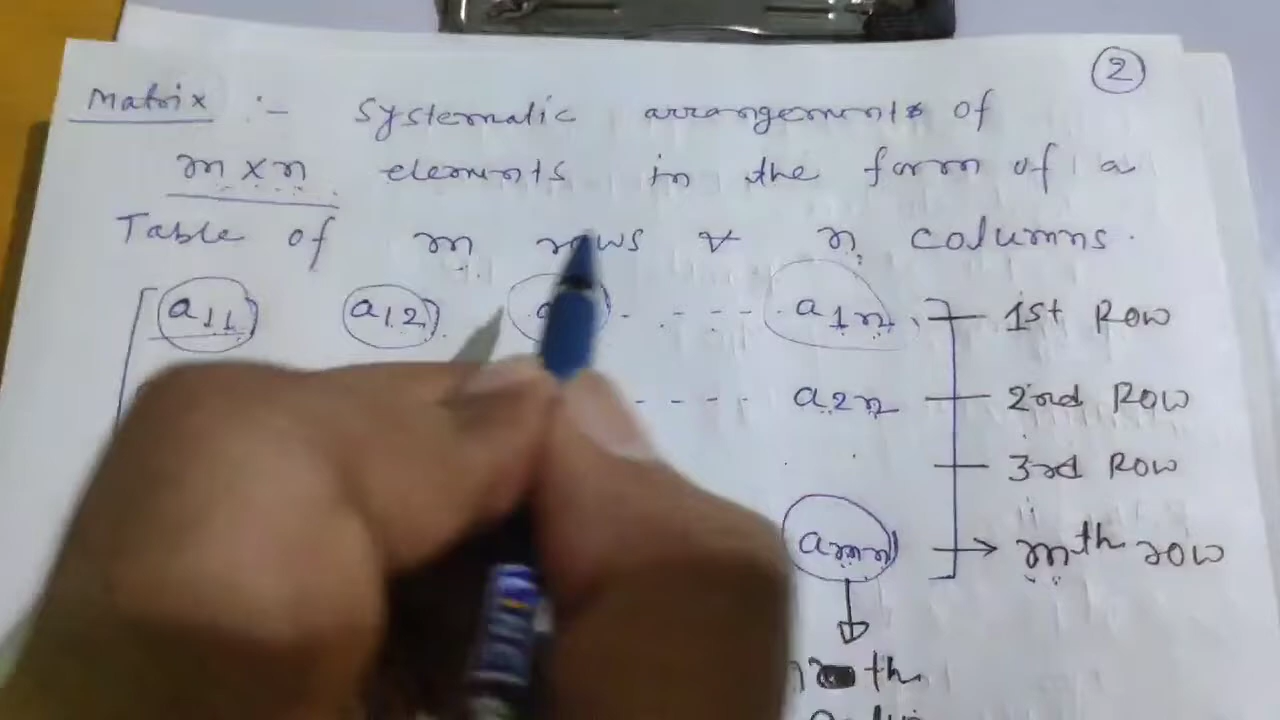 2
Matrix :- Systematic arrangements of
m x n elements in the form of a
Table of m rows & n columns.
a11 a12 - - - - a1n 1st Row
- - - - a2n 2nd Row
3rd Row
amn → mth row
th